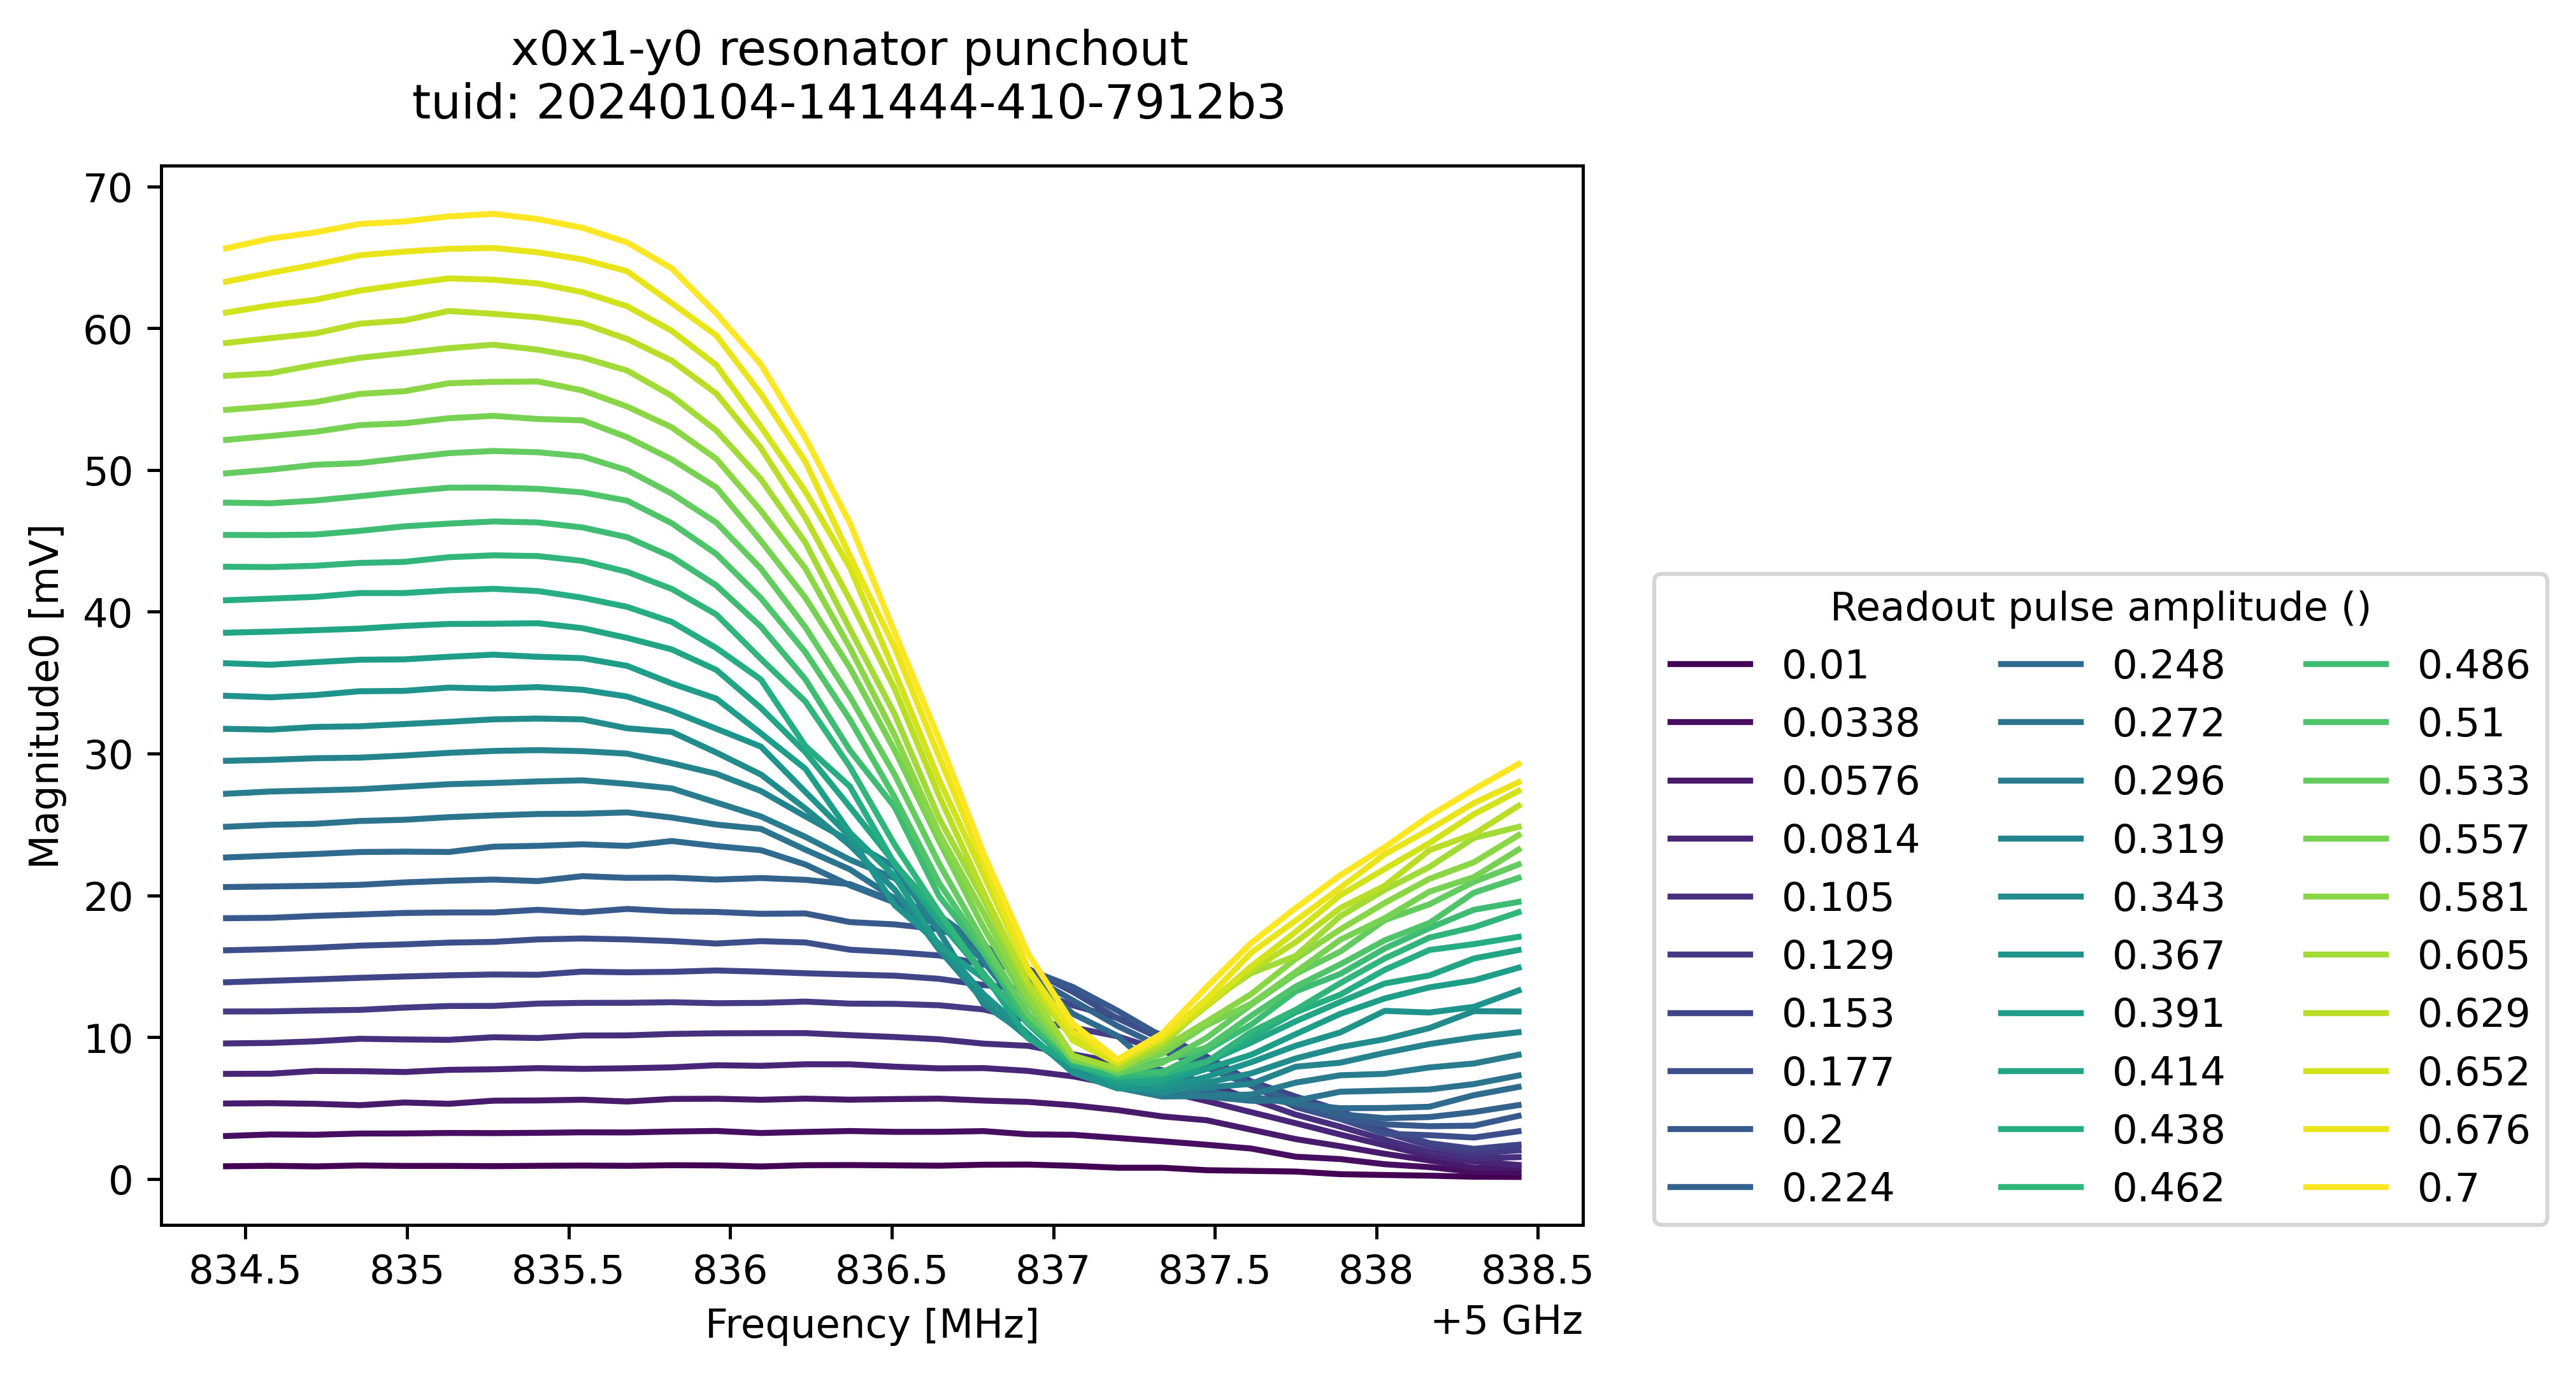 x0x1-y0 resonator punchout
tuid: 20240104-141444-410-7912b3
Magnitude0 [mV]
70
60
50
40
30
20
10
0
834.5 835 835.5 836 836.5 837 837.5 838 838.5
Frequency [MHz]
+5 GHz
Readout pulse amplitude ()
0.01 0.248 0.486
0.0338 0.272 0.51
0.0576 0.296 0.533
0.0814 0.319 0.557
0.105 0.343 0.581
0.129 0.367 0.605
0.153 0.391 0.629
0.177 0.414 0.652
0.2 0.438 0.676
0.224 0.462 0.7